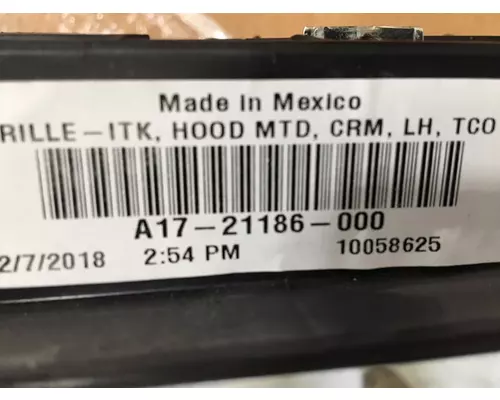 Made in Mexico
RILLE-ITK, HOOD MTD, CRM, LH, TCO
A17-21186-000
2/7/2018 2:54 PM 10058625